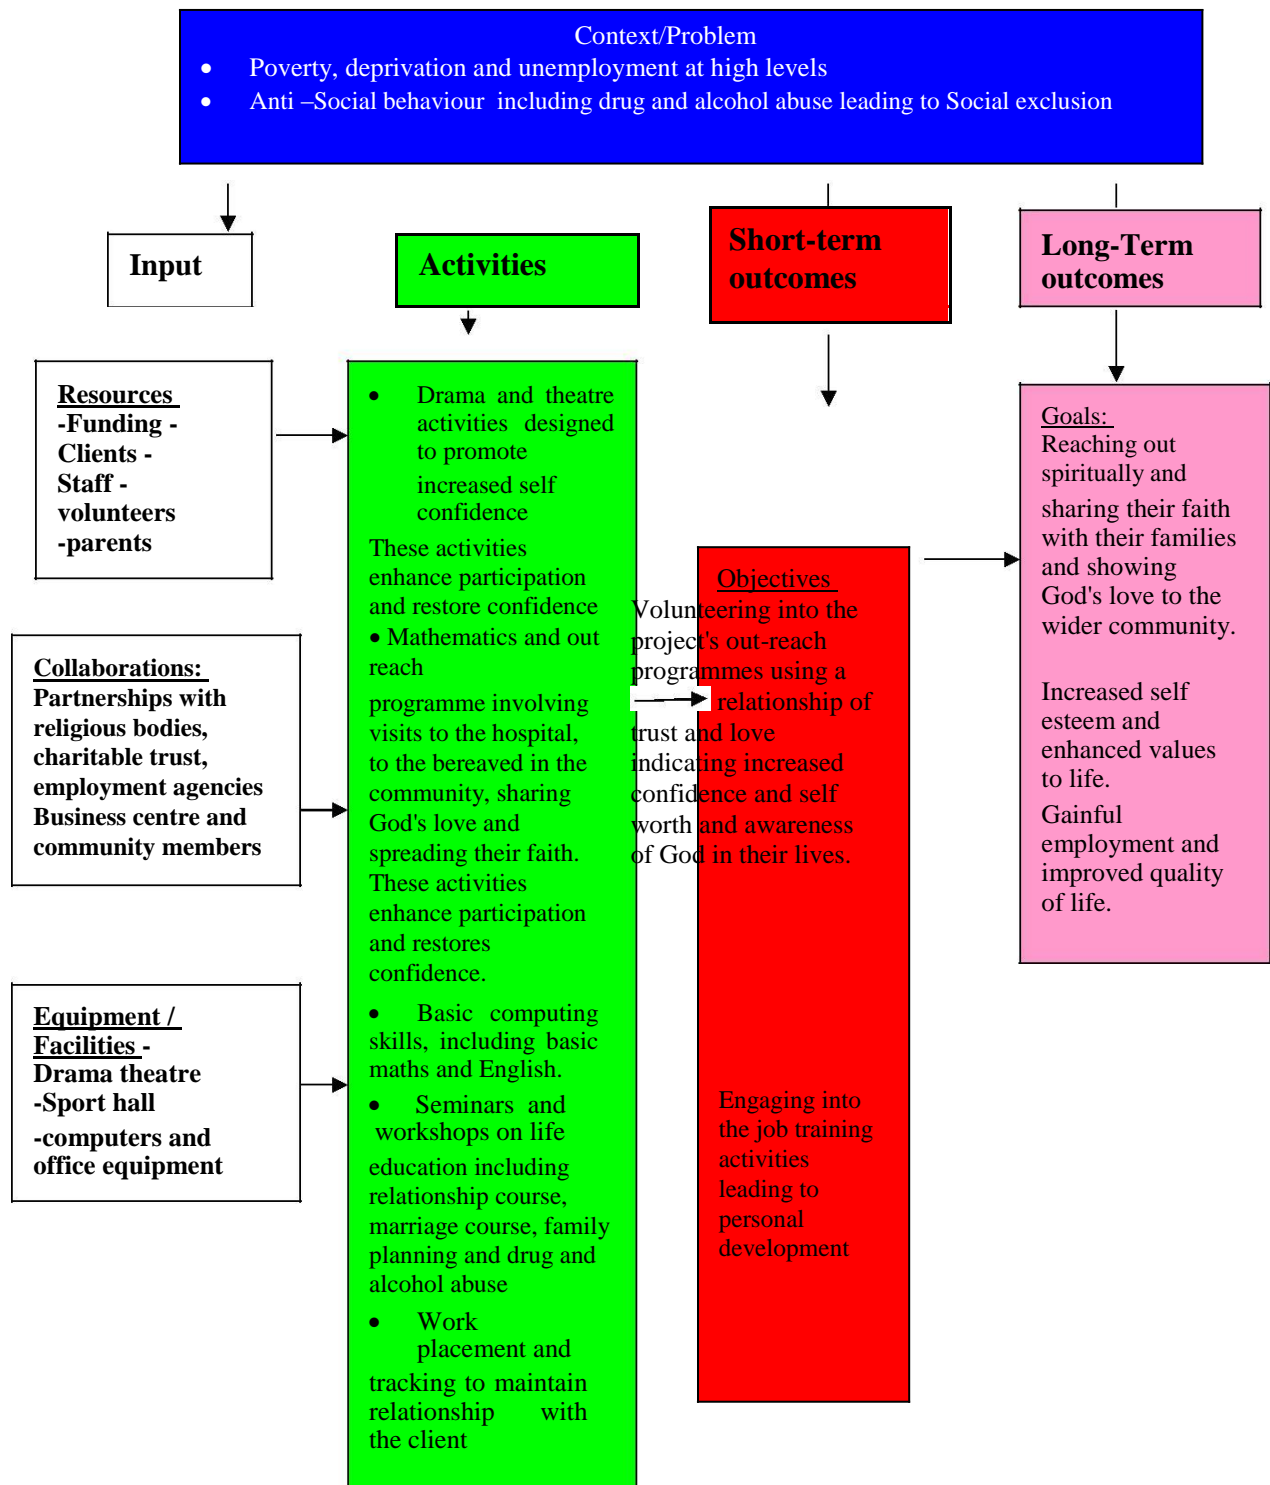 Context/Problem
• Poverty, deprivation and unemployment at high levels
• Anti –Social behaviour including drug and alcohol abuse leading to Social exclusion
Input
Activities
Short-term
outcomes
Long-Term
outcomes
Resources
-Funding -
Clients -
Staff -
volunteers
-parents
Collaborations:
Partnerships with
religious bodies,
charitable trust,
employment agencies
Business centre and
community members
Equipment /
Facilities -
Drama theatre
-Sport hall
-computers and
office equipment
• Drama and theatre
activities designed
to promote
increased self
confidence
These activities
enhance participation
and restore confidence
• Mathematics and out
reach
programme involving
visits to the hospital,
to the bereaved in the
community, sharing
God's love and
spreading their faith.
These activities
enhance participation
and restores
confidence.
• Basic computing
skills, including basic
maths and English.
• Seminars and
workshops on life
education including
relationship course,
marriage course, family
planning and drug and
alcohol abuse
• Work
placement and
tracking to maintain
relationship with
the client
Objectives
Volunteering into the
project's out-reach
programmes using a
relationship of
trust and love
indicating increased
confidence and self
worth and awareness
of God in their lives.
Engaging into
the job training
activities
leading to
personal
development
Goals:
Reaching out
spiritually and
sharing their faith
with their families
and showing
God's love to the
wider community.
Increased self
esteem and
enhanced values
to life.
Gainful
employment and
improved quality
of life.